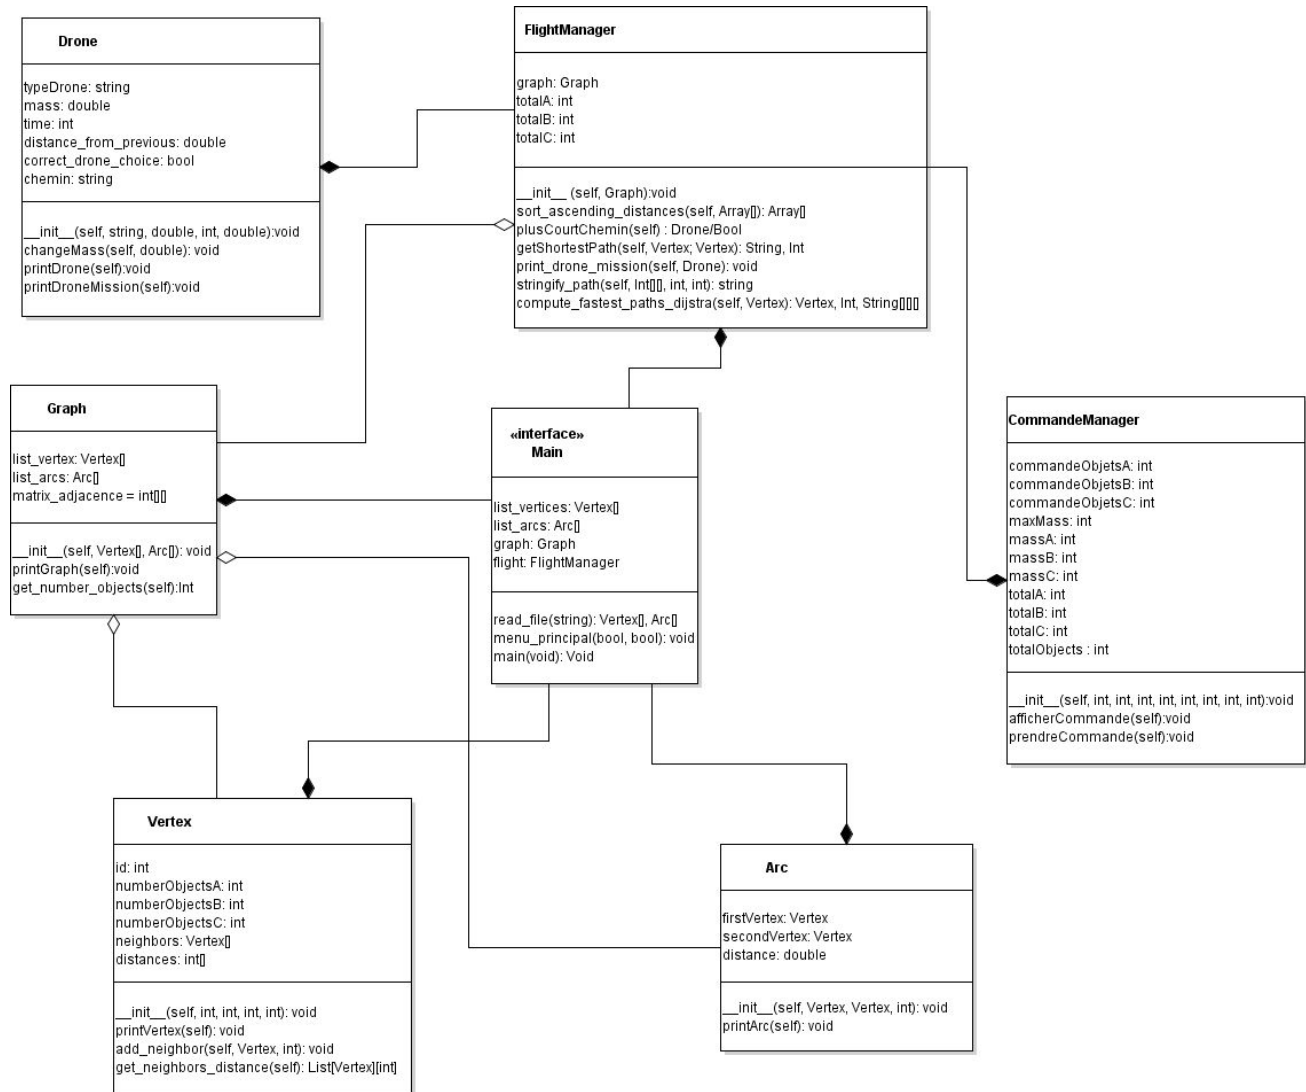 Drone
typeDrone: string
mass: double
time: int
distance_from_previous: double
correct_drone_choice: bool
chemin: string
__init__(self, string, double, int, double):void
changeMass(self, double): void
printDrone(self):void
printDroneMission(self):void
FlightManager
graph: Graph
totalA: int
totalB: int
totalC: int
__init__ (self, Graph):void
sort_ascending_distances(self, Array[]): Array[]
plusCourtChemin(self) : Drone/Bool
getShortestPath(self, Vertex; Vertex): String, Int
print_drone_mission(self, Drone): void
stringify_path(self, Int[][], int, int): string
compute_fastest_paths_dijstra(self, Vertex): Vertex, Int, String[][][]
Graph
list_vertex: Vertex[]
list_arcs: Arc[]
matrix_adjacence = int[][]
__init__(self, Vertex[], Arc[]): void
printGraph(self):void
get_number_objects(self):Int
«interface»
Main
list_vertices: Vertex[]
list_arcs: Arc[]
graph: Graph
flight: FlightManager
read_file(string): Vertex[], Arc[]
menu_principal(bool, bool): void
main(void): Void
CommandeManager
commandeObjetsA: int
commandeObjetsB: int
commandeObjetsC: int
maxMass: int
massA: int
massB: int
massC: int
totalA: int
totalB: int
totalC: int
totalObjects : int
__init__(self, int, int, int, int, int, int, int, int):void
afficherCommande(self):void
prendreCommande(self):void
Vertex
id: int
numberObjectsA: int
numberObjectsB: int
numberObjectsC: int
neighbors: Vertex[]
distances: int[]
__init__(self, int, int, int, int): void
printVertex(self): void
add_neighbor(self, Vertex, int): void
get_neighbors_distance(self): List[Vertex][int]
Arc
firstVertex: Vertex
secondVertex: Vertex
distance: double
__init__(self, Vertex, Vertex, int): void
printArc(self): void